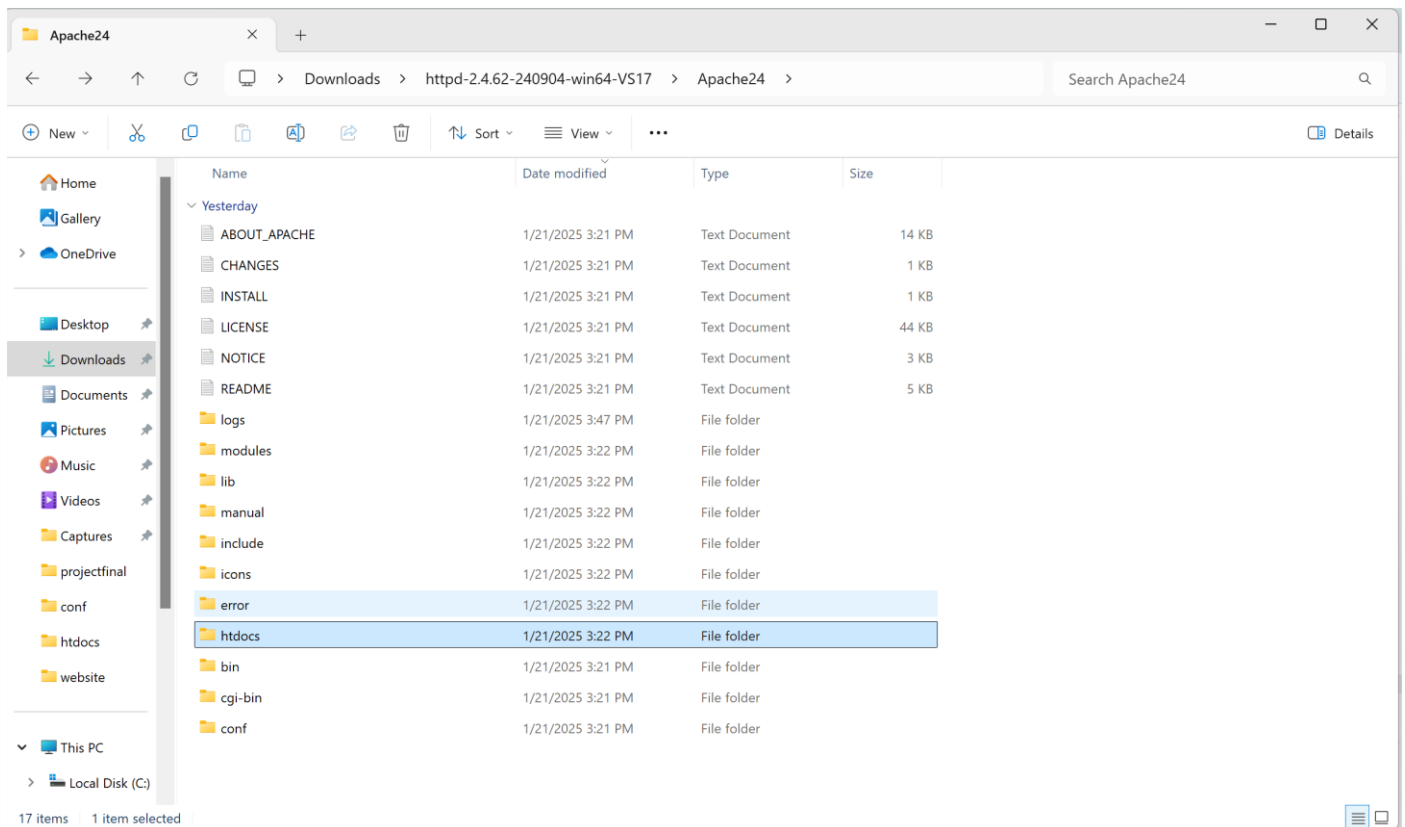 Apache24
Downloads > httpd-2.4.62-240904-win64-VS17 > Apache24 >
Search Apache24
New
Sort
View
Details
Home
Gallery
OneDrive
Desktop
Downloads
Documents
Pictures
Music
Videos
Captures
projectfinal
conf
htdocs
website
This PC
Local Disk (C:)
Name Date modified Type Size
Yesterday
ABOUT_APACHE 1/21/2025 3:21 PM Text Document 14 KB
CHANGES 1/21/2025 3:21 PM Text Document 1 KB
INSTALL 1/21/2025 3:21 PM Text Document 1 KB
LICENSE 1/21/2025 3:21 PM Text Document 44 KB
NOTICE 1/21/2025 3:21 PM Text Document 3 KB
README 1/21/2025 3:21 PM Text Document 5 KB
logs 1/21/2025 3:47 PM File folder
modules 1/21/2025 3:22 PM File folder
lib 1/21/2025 3:22 PM File folder
manual 1/21/2025 3:22 PM File folder
include 1/21/2025 3:22 PM File folder
icons 1/21/2025 3:22 PM File folder
error 1/21/2025 3:22 PM File folder
htdocs 1/21/2025 3:22 PM File folder
bin 1/21/2025 3:21 PM File folder
cgi-bin 1/21/2025 3:21 PM File folder
conf 1/21/2025 3:21 PM File folder
17 items 1 item selected